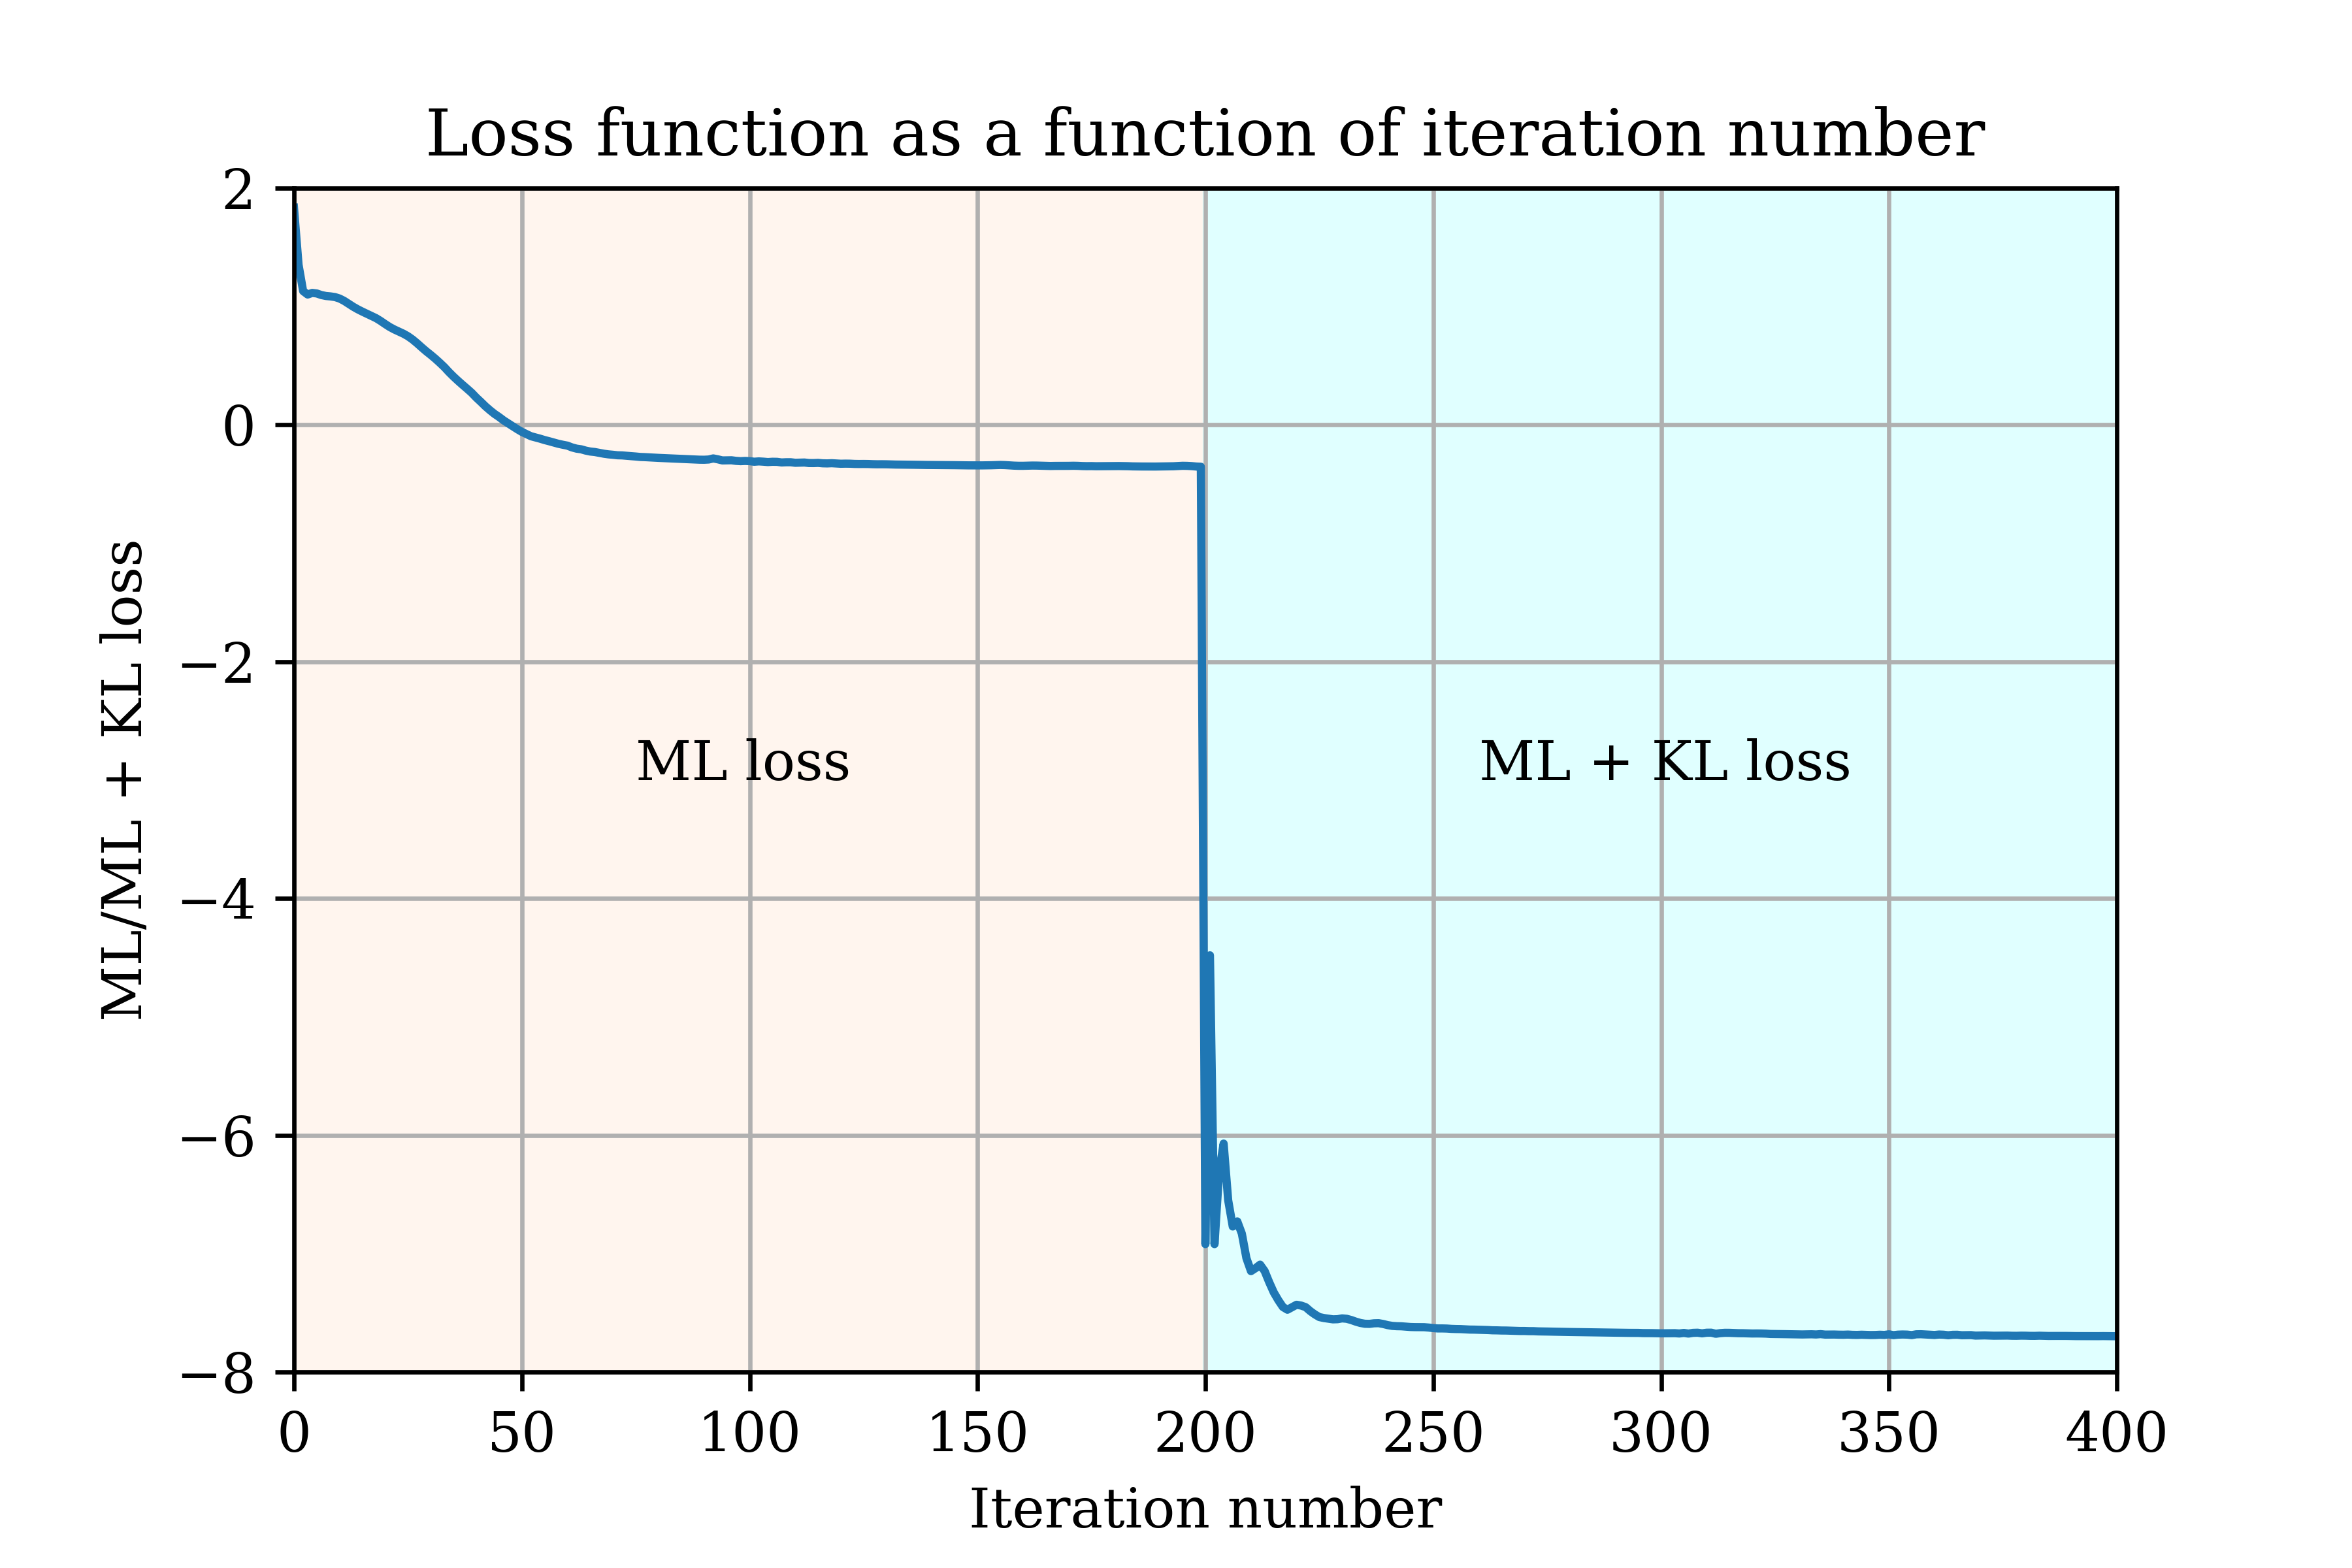 Loss function as a function of iteration number
2
0
−2
−4
−6
−8
ML/ML + KL loss
ML loss
ML + KL loss
0 50 100 150 200 250 300 350 400
Iteration number